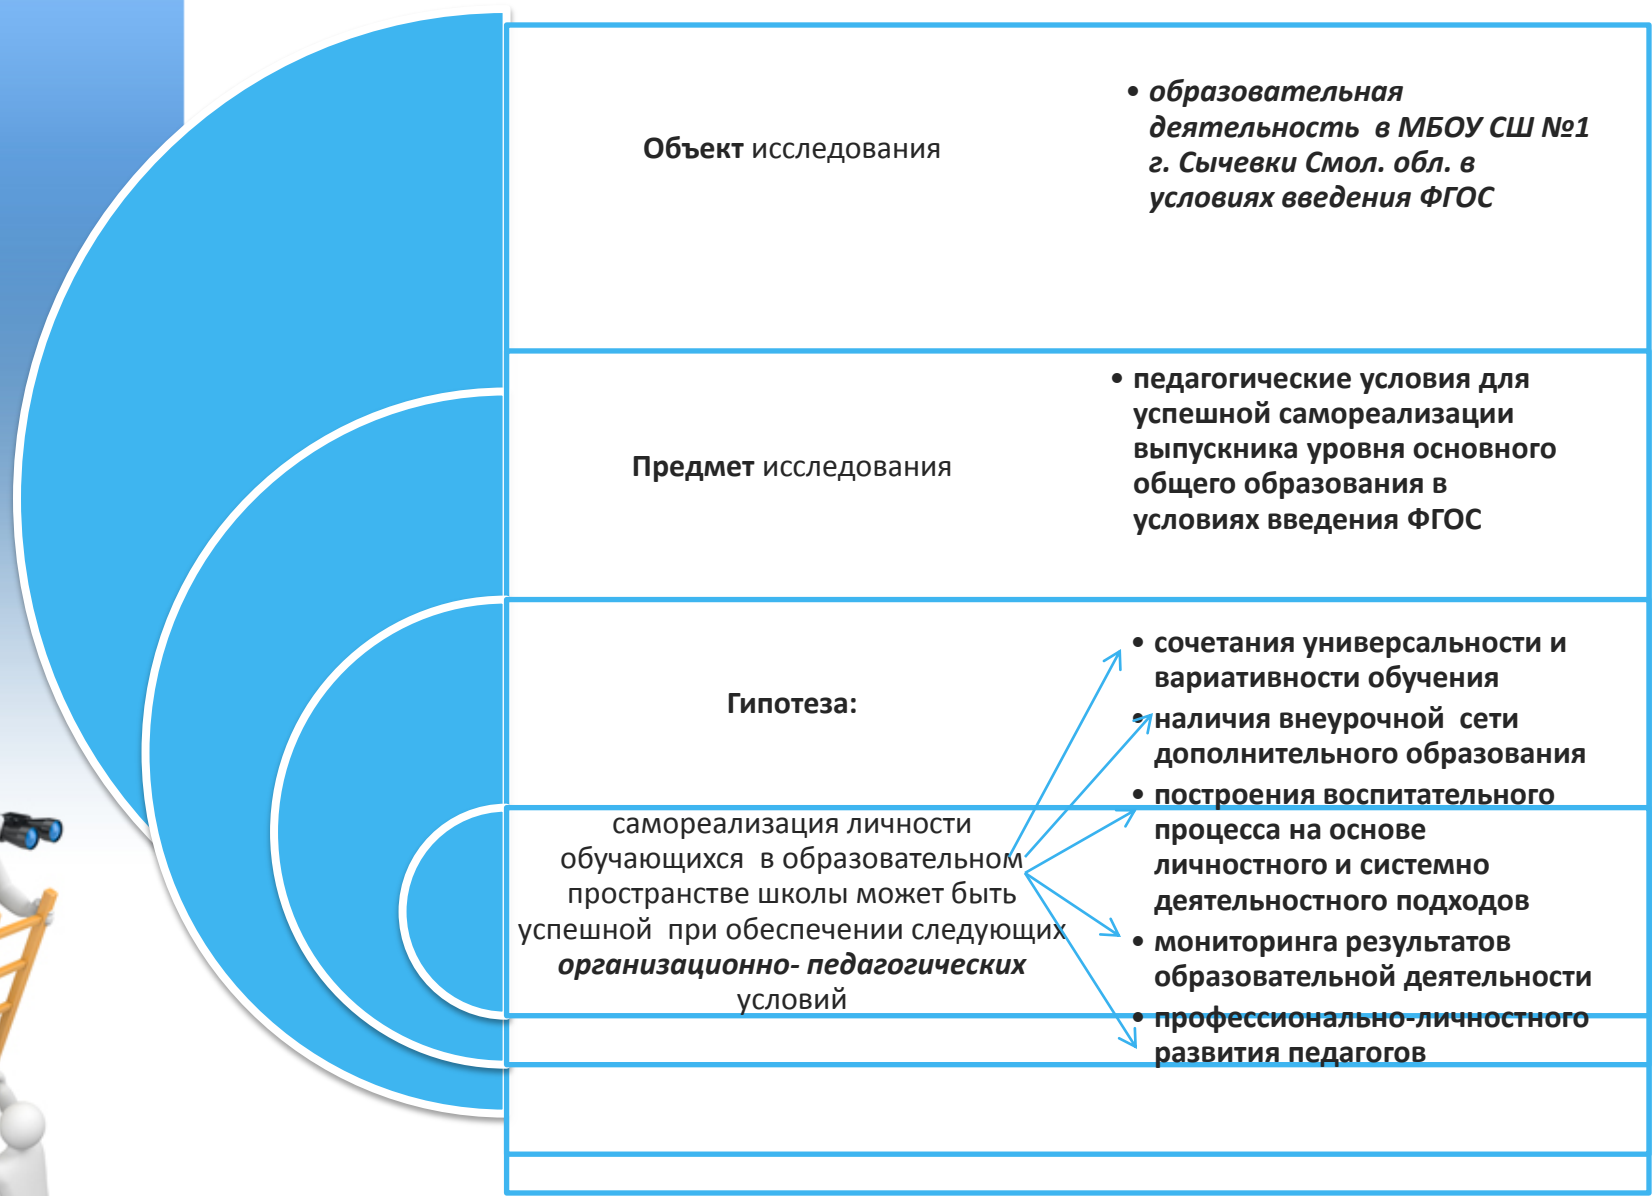 Объект исследования
• образовательная
деятельность в МБОУ СШ №1
г. Сычевки Смол. обл. в
условиях введения ФГОС
Предмет исследования
• педагогические условия для
успешной самореализации
выпускника уровня основного
общего образования в
условиях введения ФГОС
Гипотеза:
самореализация личности
обучающихся в образовательном
пространстве школы может быть
успешной при обеспечении следующих
организационно- педагогических
условий
• сочетания универсальности и
вариативности обучения
• наличия внеурочной сети
дополнительного образования
• построения воспитательного
процесса на основе
личностного и системно
деятельностного подходов
• мониторинга результатов
образовательной деятельности
• профессионально-личностного
развития педагогов